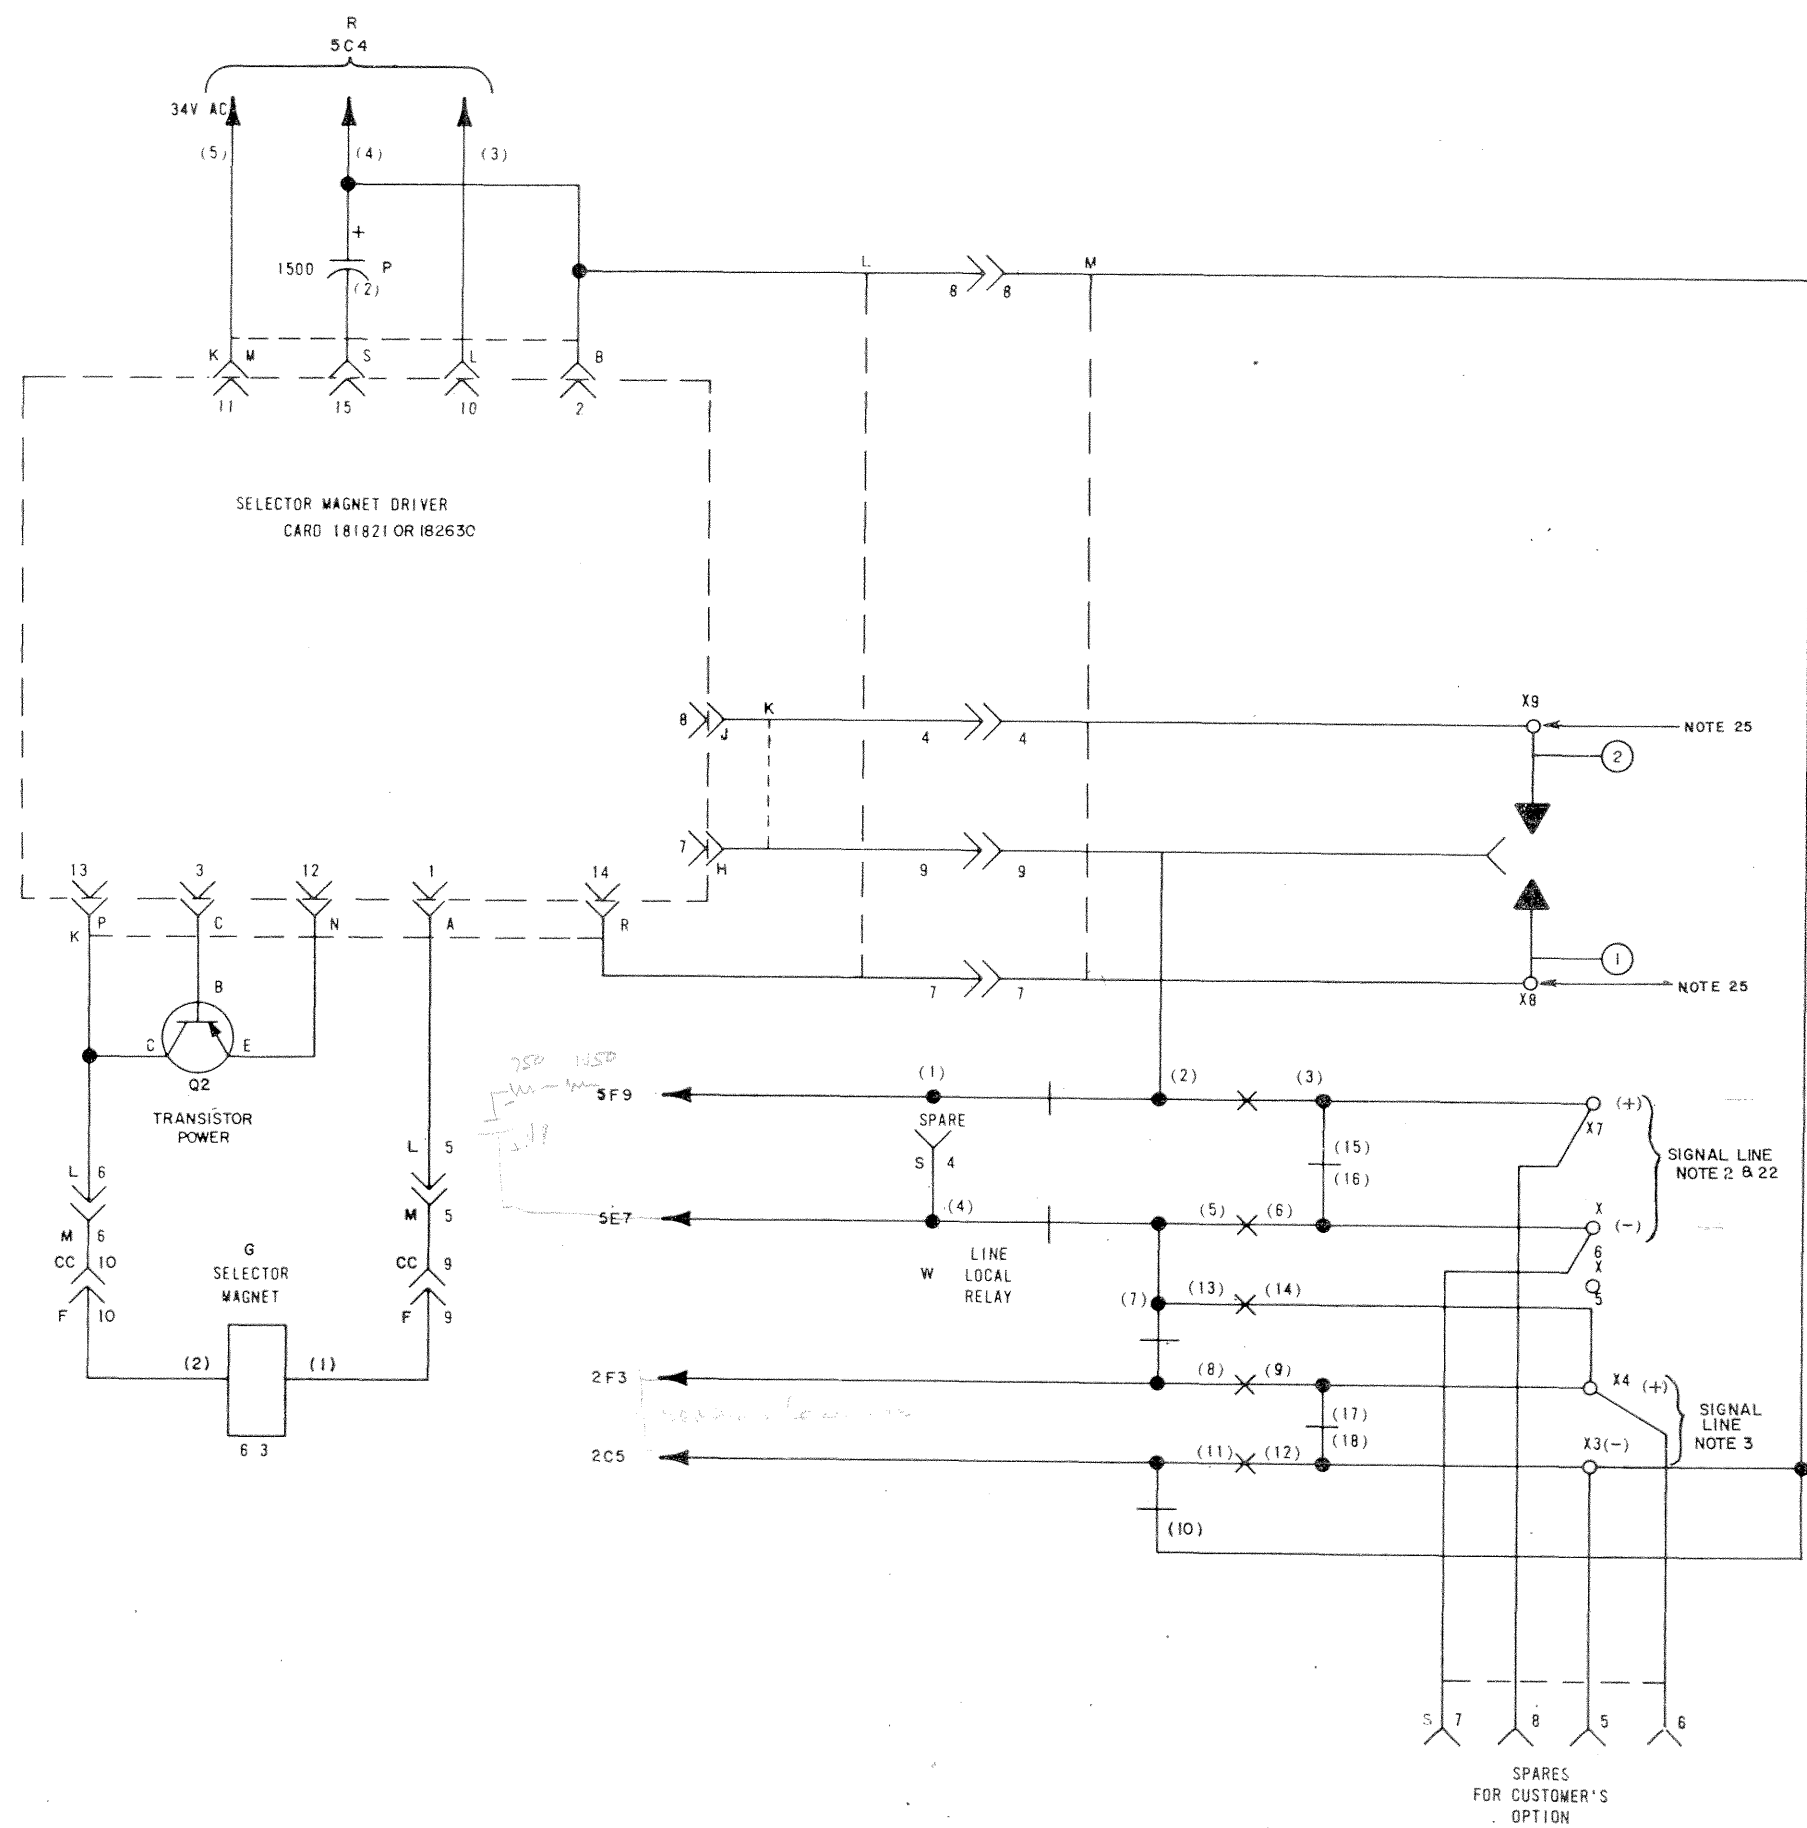 R
5C4
34V AC
(5) (4) (3)
+
1500 P
(2)
L M
8 8
K M S L B
11 15 10 2
SELECTOR MAGNET DRIVER
CARD 181821 OR 182630
X9
8 K NOTE 25
J 4 4
2
7
H 9 9
13 3 12 1 14
P C N A R
K
1
7 7 NOTE 25
X8
B
C E
Q2
TRANSISTOR
POWER
750 1450
5F9 (1) (2) (3) (+)
X7
SPARE
L 5 (15) SIGNAL LINE
L 6 S 4 (16) NOTE 2 & 22
5E7 (4) (5) (6) X (-)
M 6 M 5
CC 10 CC 9
G LINE 6
SELECTOR W LOCAL X
MAGNET RELAY 5
F 10 F 9 (7) (13) (14)
(2) (1)
2F3 (8) (9) X4 (+)
(17) SIGNAL
LINE
(18) NOTE 3
6 3
2C5 (11) (12) X3(-)
(10)
S 7 8 5 6
SPARES
FOR CUSTOMER'S
OPTION